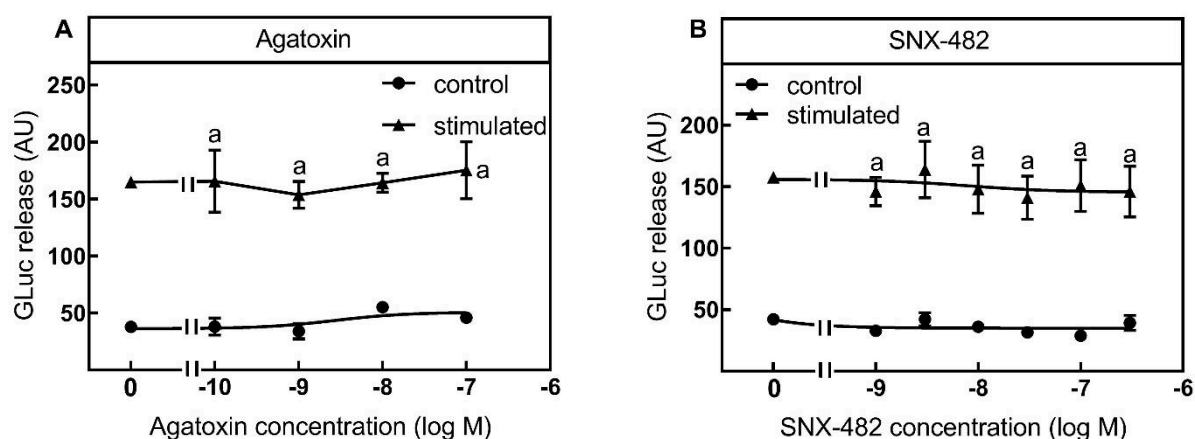 A
Agatoxin
250
200
150
100
50
GLuc release (AU)
control
stimulated
a
a
a
a
0
-10
-9
-8
-7
-6
Agatoxin concentration (log M)
B
SNX-482
200
150
100
50
GLuc release (AU)
control
stimulated
a
a
a
a
a
a
0
-9
-8
-7
-6
SNX-482 concentration (log M)